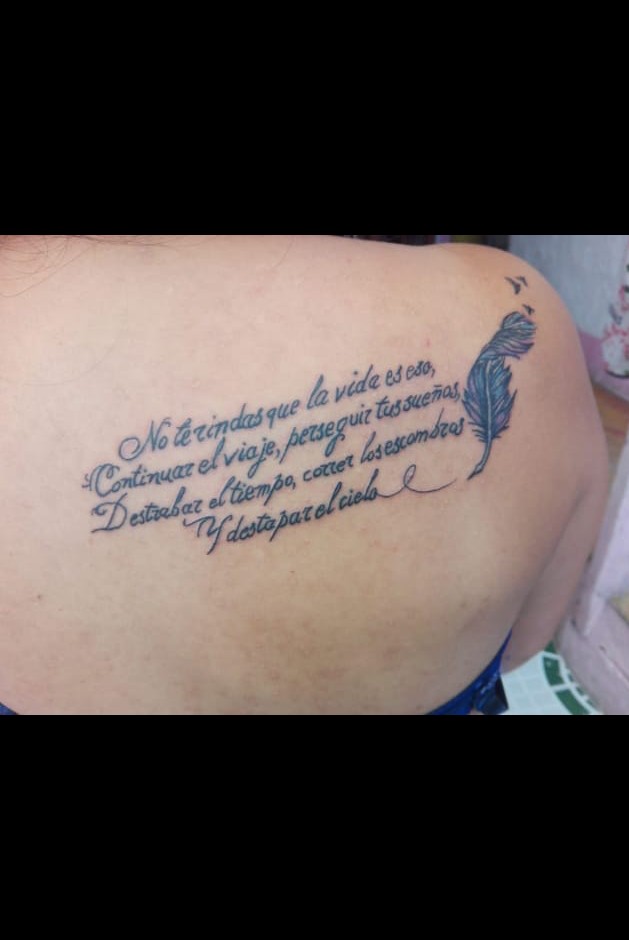 No te rindas que la vida es eso,
Continuar el viaje, perseguir tus sueños,
Destrabar el tiempo, correr los escombros
Y destapar el cielo